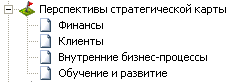 Перспективы стратегической карты
Финансы
Клиенты
Внутренние бизнес-процессы
Обучение и развитие